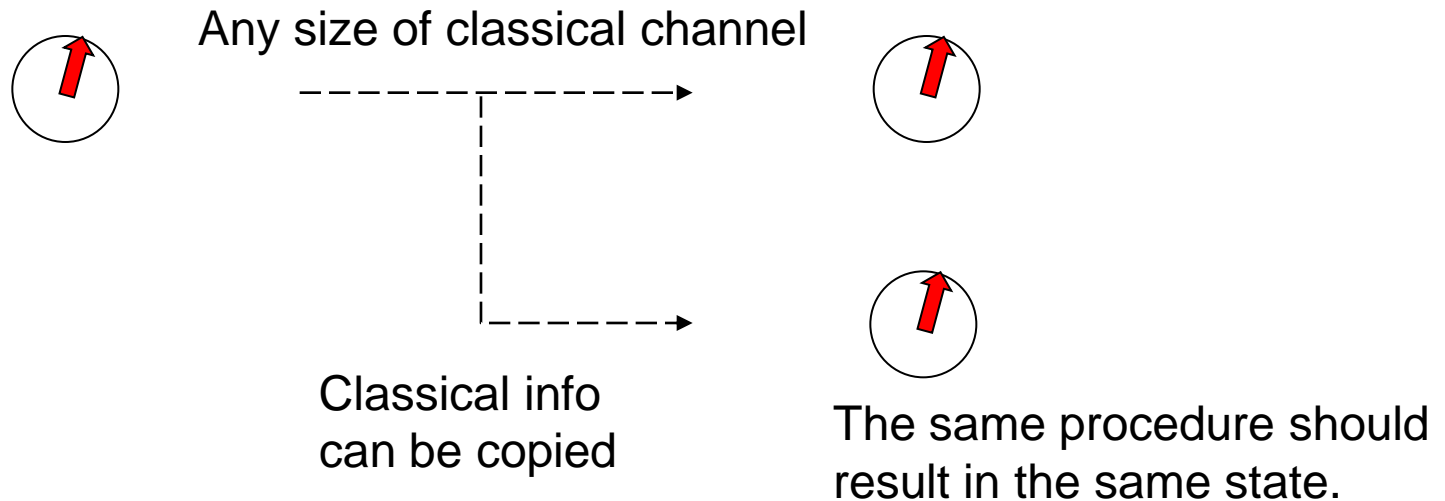 Any size of classical channel
Classical info
can be copied
The same procedure should
result in the same state.